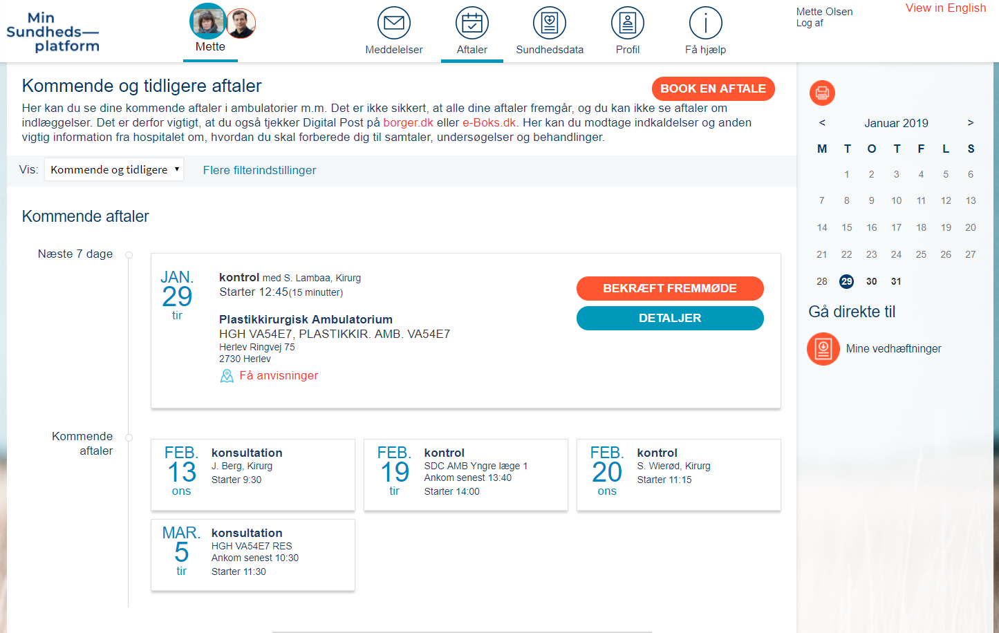 Min
Sundheds—
platform
Mette
Meddelelser
Aftaler
Sundhedsdata
Profil
Få hjælp
Mette Olsen
Log af
View in English
Kommende og tidligere aftaler
BOOK EN AFTALE
Her kan du se dine kommende aftaler i ambulatorier m.m. Det er ikke sikkert, at alle dine aftaler fremgår, og du kan ikke se aftaler om
indlæggelser. Det er derfor vigtigt, at du også tjekker Digital Post på borger.dk eller e-Boks.dk. Her kan du modtage indkaldelser og anden
vigtig information fra hospitalet om, hvordan du skal forberede dig til samtaler, undersøgelser og behandlinger.
Vis: Kommende og tidligere
Flere filterindstillinger
Kommende aftaler
Næste 7 dage
JAN.
29
tir
kontrol med S. Lambaa, Kirurg
Starter 12:45(15 minutter)
Plastikkirurgisk Ambulatorium
HGH VA54E7, PLASTIKKIR. AMB. VA54E7
Herlev Ringvej 75
2730 Herlev
Få anvisninger
BEKRÆFT FREMMØDE
DETALJER
Kommende
aftaler
FEB.
13
ons
konsultation
J. Berg, Kirurg
Starter 9:30
FEB.
19
tir
kontrol
SDC AMB Yngre læge 1
Ankom senest 13:40
Starter 14:00
FEB.
20
ons
kontrol
S. Wierød, Kirurg
Starter 11:15
MAR.
5
tir
konsultation
HGH VA54E7 RES
Ankom senest 10:30
Starter 11:30
< Januar 2019 >
M T O T F L S
1 2 3 4 5 6
7 8 9 10 11 12 13
14 15 16 17 18 19 20
21 22 23 24 25 26 27
28 29 30 31
Gå direkte til
Mine vedhæftninger